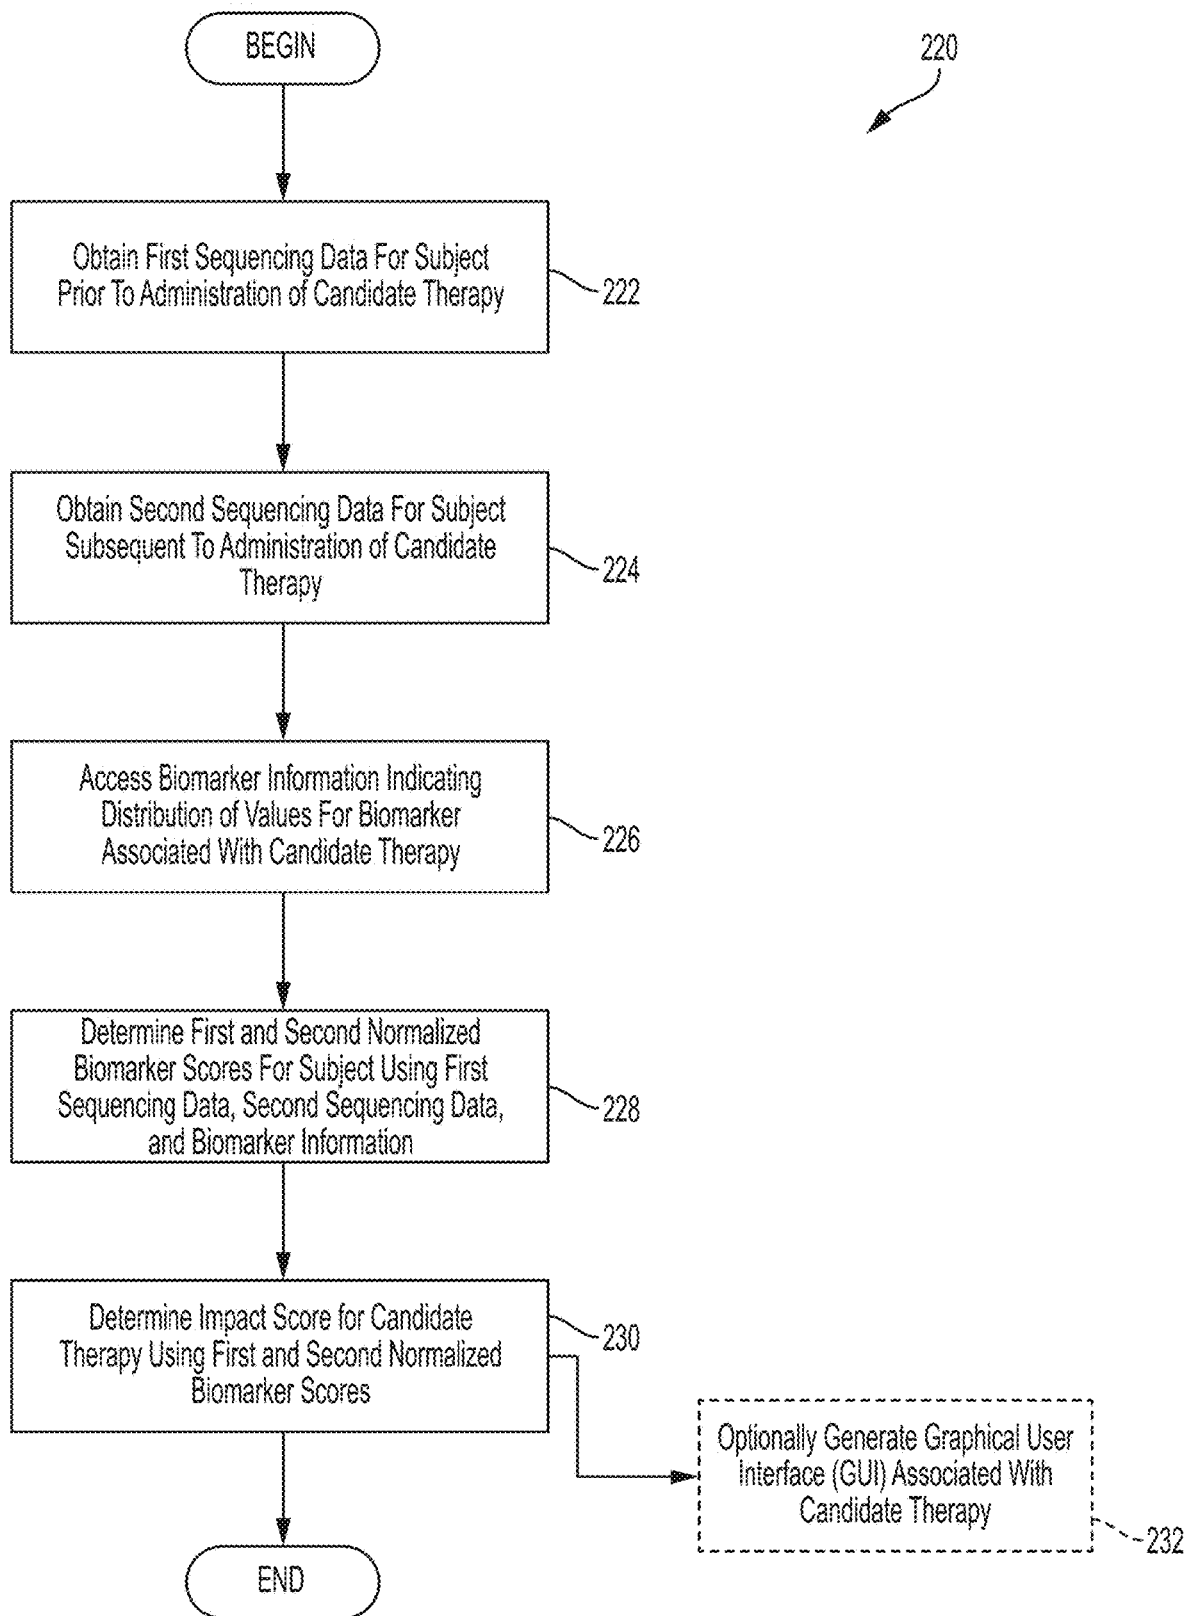 BEGIN
220
Obtain First Sequencing Data For Subject
Prior To Administration of Candidate Therapy
222
Obtain Second Sequencing Data For Subject
Subsequent To Administration of Candidate
Therapy
224
Access Biomarker Information Indicating
Distribution of Values For Biomarker
Associated With Candidate Therapy
226
Determine First and Second Normalized
Biomarker Scores For Subject Using First
Sequencing Data, Second Sequencing Data,
and Biomarker Information
228
Determine Impact Score for Candidate
Therapy Using First and Second Normalized
Biomarker Scores
230
Optionally Generate Graphical User
Interface (GUI) Associated With
Candidate Therapy
232
END